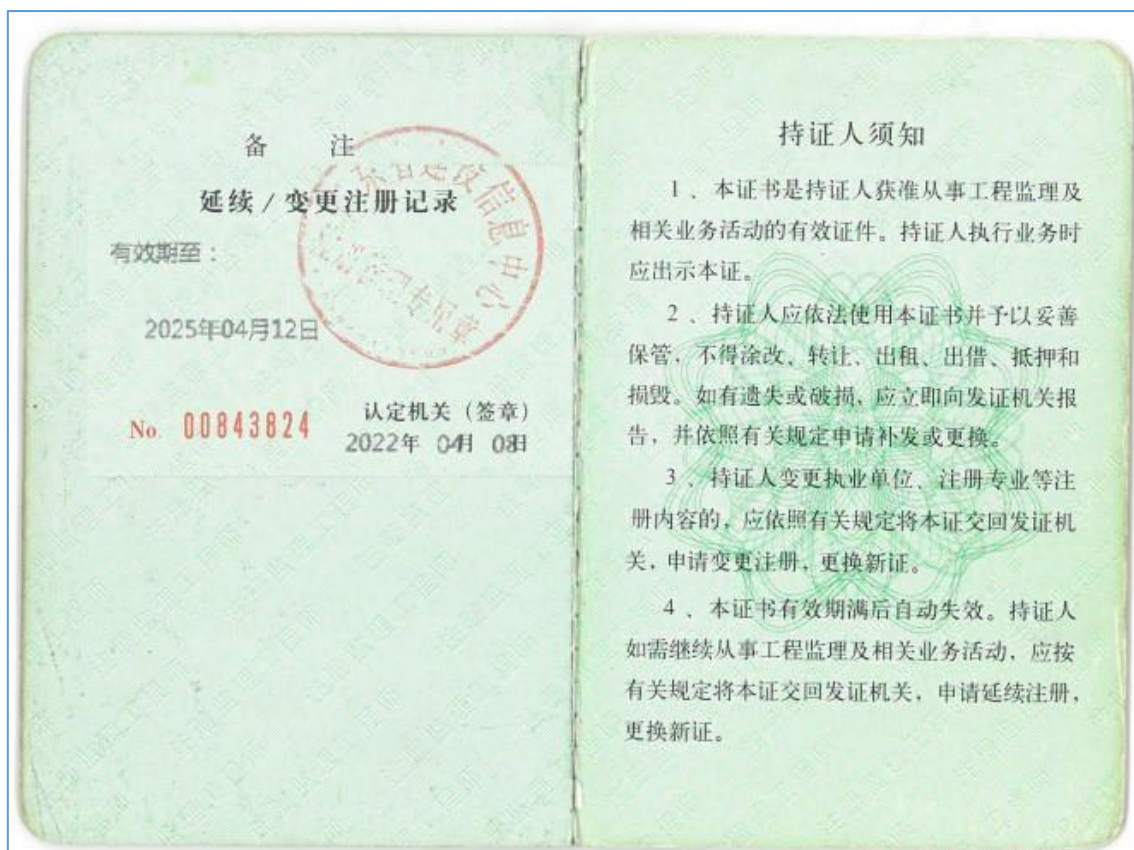 备 注
延续/变更注册记录
有效期至：
2025年04月12日
No. 00843824
认定机关（签章）
2022年 04月 08日
东省建设信息中心
专用章
持证人须知
1、本证书是持证人获准从事工程监理及
相关业务活动的有效证件。持证人执行业务时
应出示本证。
2、持证人应依法使用本证书并予以妥善
保管，不得涂改、转让、出租、出借、抵押和
损毁。如有遗失或破损，应立即向发证机关报
告，并依照有关规定申请补发或更换。
3、持证人变更执业单位、注册专业等注
册内容的，应依照有关规定将本证交回发证机
关，申请变更注册，更换新证。
4、本证书有效期满后自动失效。持证人
如需继续从事工程监理及相关业务活动，应按
有关规定将本证交回发证机关，申请延续注册，
更换新证。